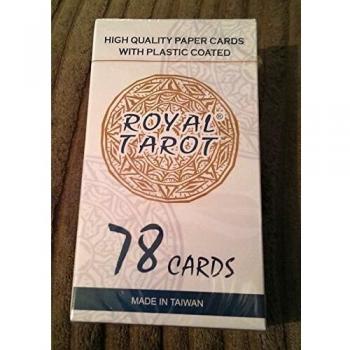 HIGH QUALITY PAPER CARDS
WITH PLASTIC COATED
ROYAL®
TAROT
78 CARDS
MADE IN TAIWAN